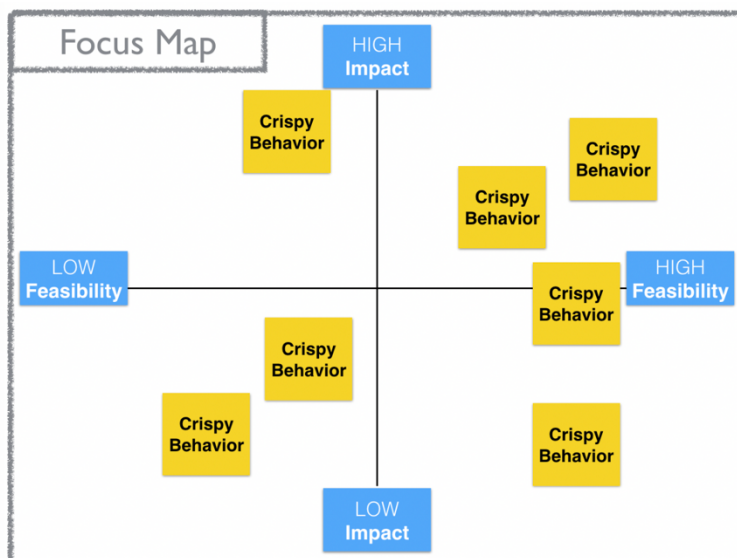 Focus Map
HIGH
Impact
Crispy
Behavior
Crispy
Behavior
Crispy
Behavior
LOW
Feasibility
HIGH
Feasibility
Crispy
Behavior
Crispy
Behavior
Crispy
Behavior
Crispy
Behavior
LOW
Impact